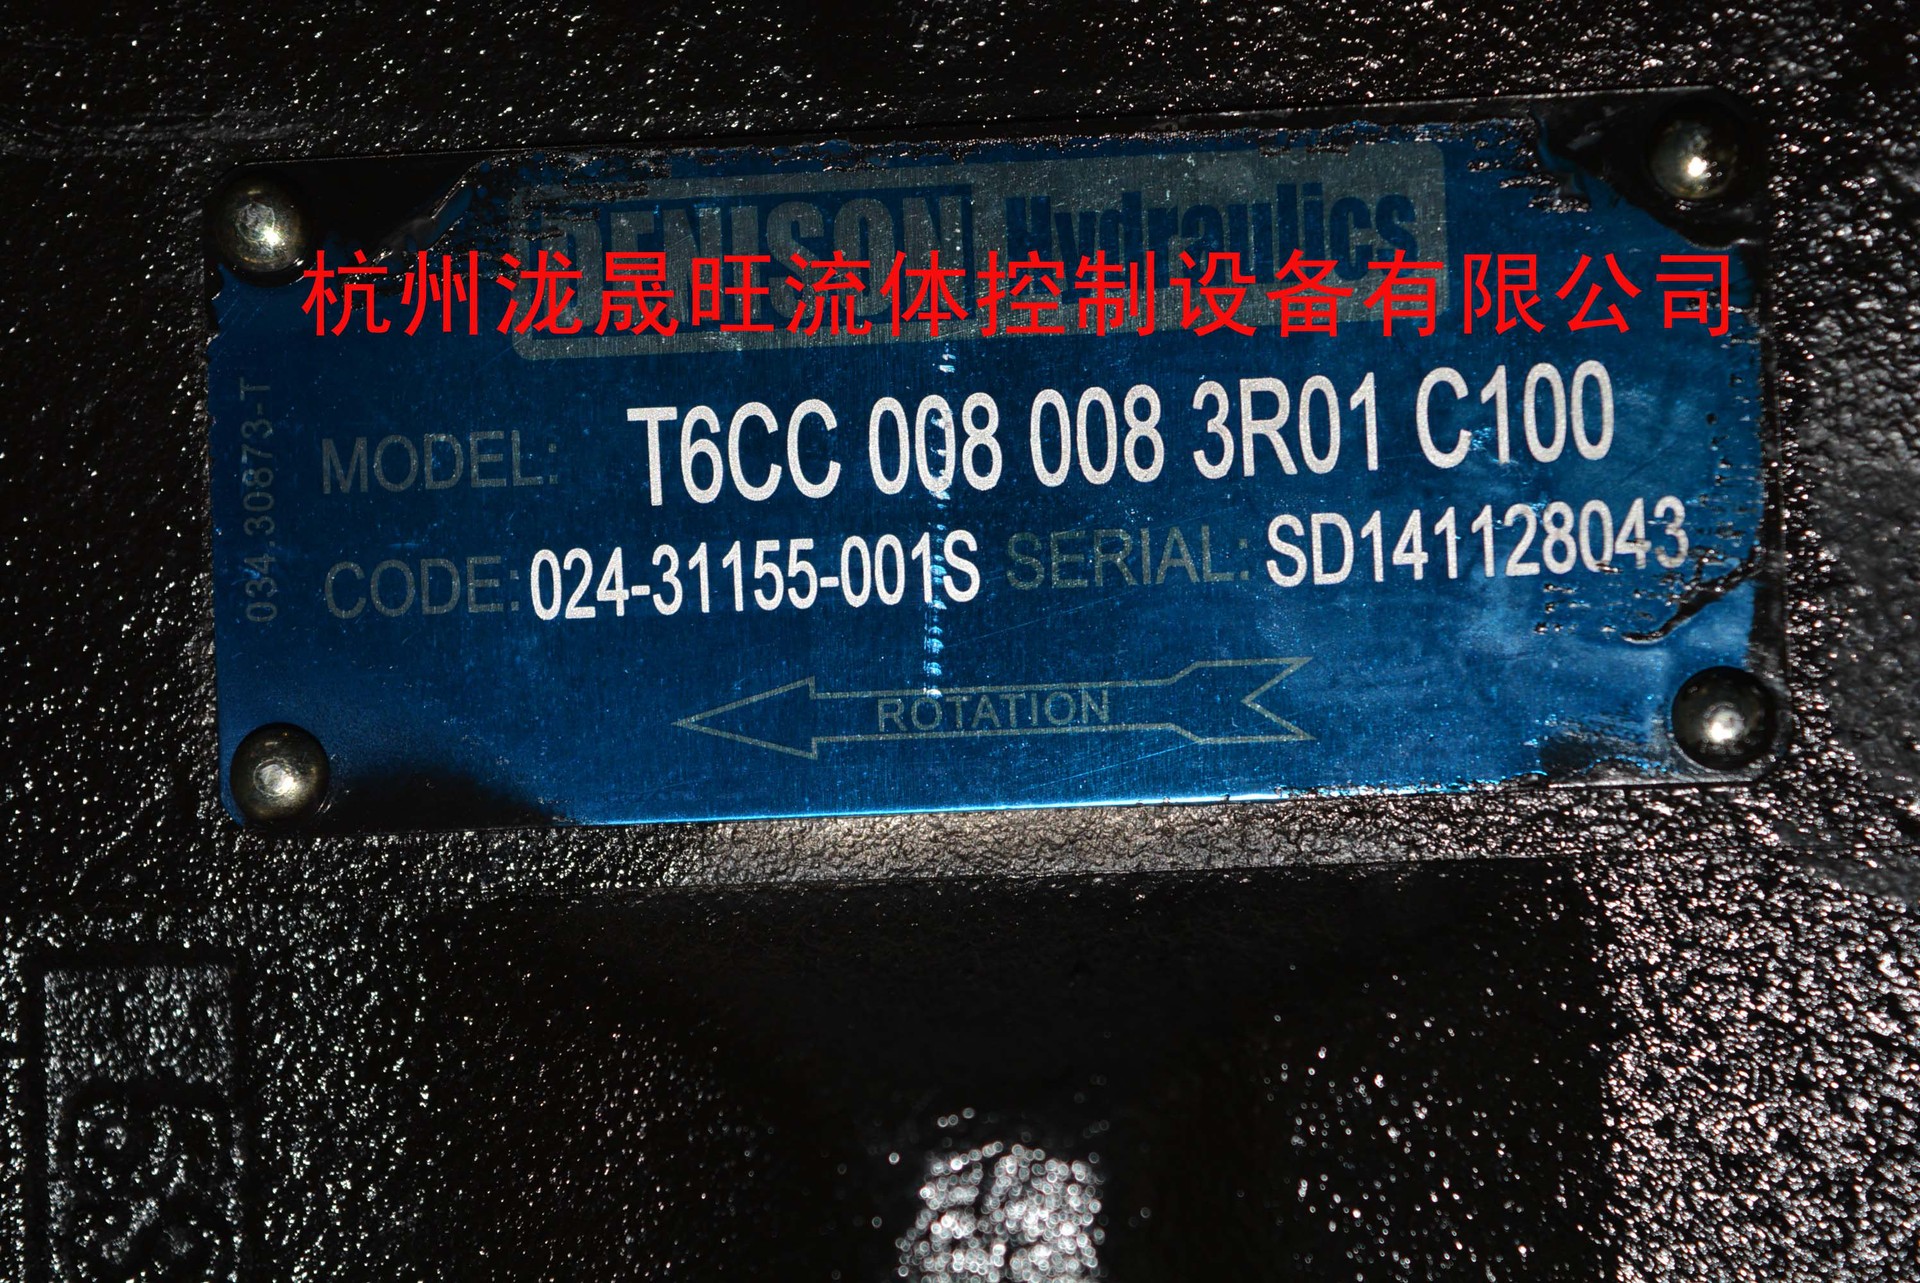 DENISON Hydraulics
杭州泷晟旺流体控制设备有限公司
034.30873-T
MODEL: T6CC 008 008 3R01 C100
CODE: 024-31155-001S SERIAL: SD141128043
ROTATION